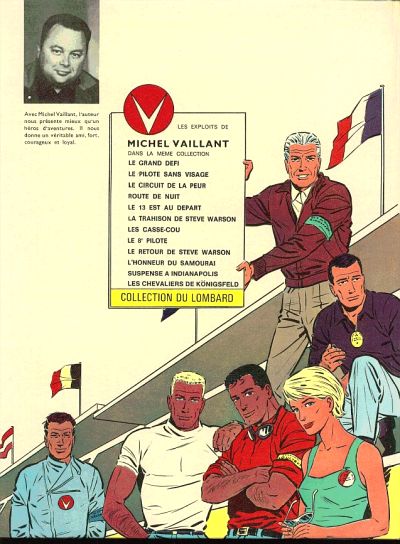 Avec Michel Vaillant, l'auteur
nous présente mieux qu'un
héros d'aventures. Il nous
donne un véritable ami, fort,
courageux et loyal.
V
LES EXPLOITS DE
MICHEL VAILLANT
DANS LA MEME COLLECTION
LE GRAND DEFI
LE PILOTE SANS VISAGE
LE CIRCUIT DE LA PEUR
ROUTE DE NUIT
LE 13 EST AU DEPART
LA TRAHISON DE STEVE WARSON
LES CASSE-COU
LE 8e PILOTE
LE RETOUR DE STEVE WARSON
L'HONNEUR DU SAMOURAI
SUSPENSE A INDIANAPOLIS
LES CHEVALIERS DE KÖNIGSFELD
COLLECTION DU LOMBARD
V